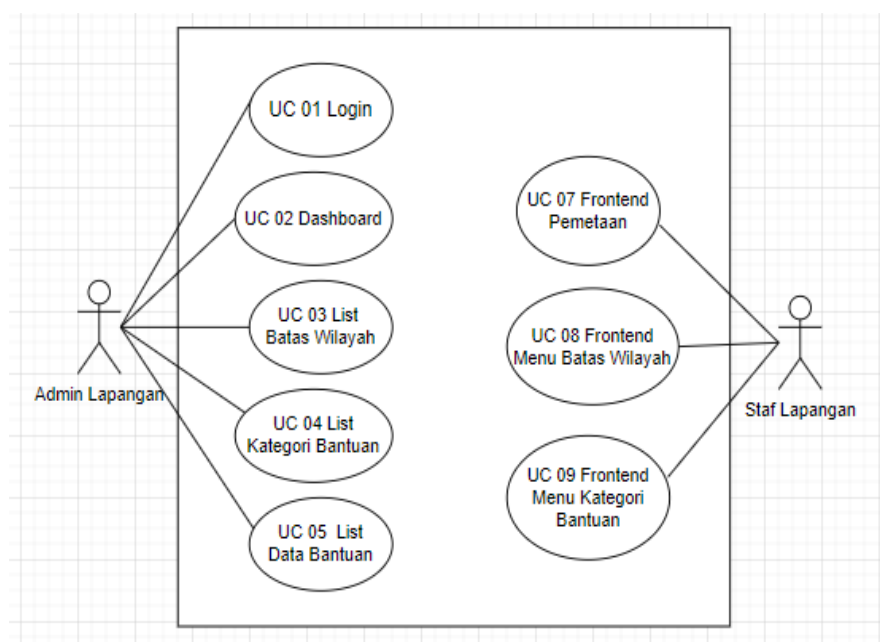 UC 01 Login
UC 02 Dashboard
UC 03 List
Batas Wilayah
UC 04 List
Kategori Bantuan
UC 05 List
Data Bantuan
Admin Lapangan
UC 07 Frontend
Pemetaan
UC 08 Frontend
Menu Batas Wilayah
UC 09 Frontend
Menu Kategori
Bantuan
Staf Lapangan